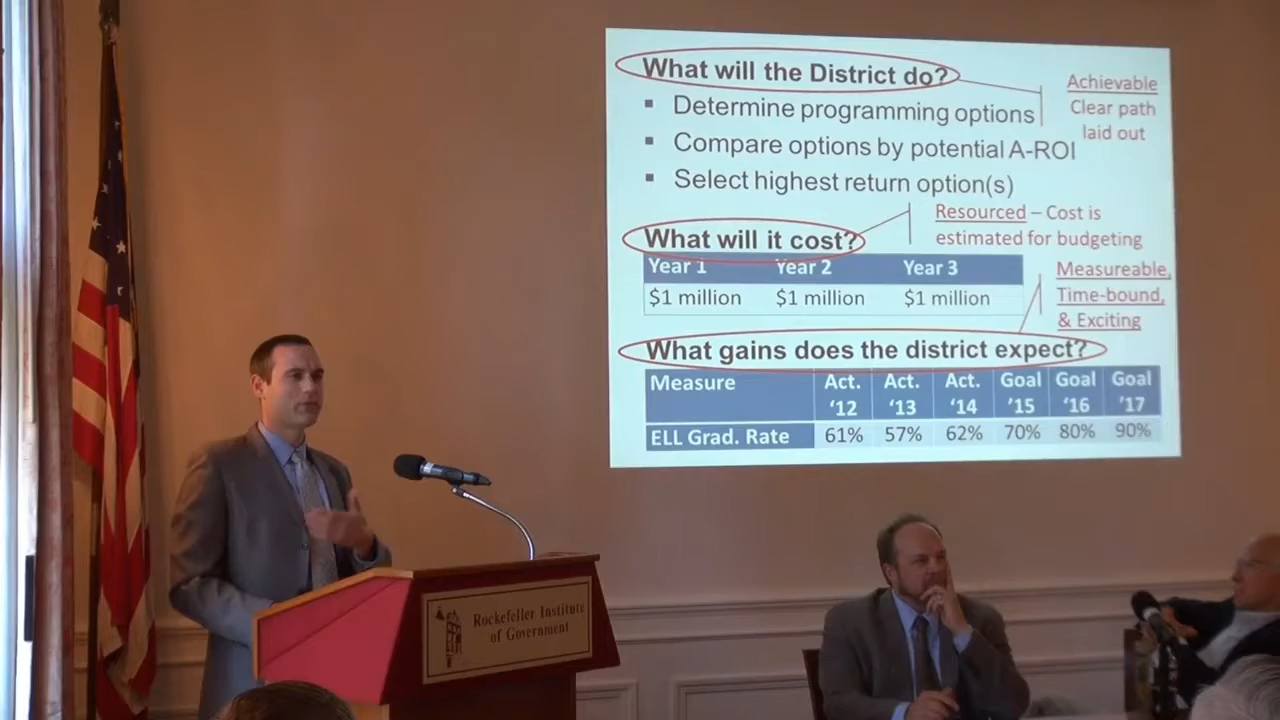 What will the District do?
Achievable
Clear path
laid out
▪ Determine programming options
▪ Compare options by potential A-ROI
▪ Select highest return option(s)
Resourced – Cost is
estimated for budgeting
What will it cost?
Year 1 Year 2 Year 3
$1 million $1 million $1 million
Measureable,
Time-bound,
& Exciting
What gains does the district expect?
Measure Act. Act. Act. Goal Goal Goal
‘12 ‘13 ‘14 ‘15 ‘16 ‘17
ELL Grad. Rate 61% 57% 62% 70% 80% 90%
Rockefeller Institute
of Government